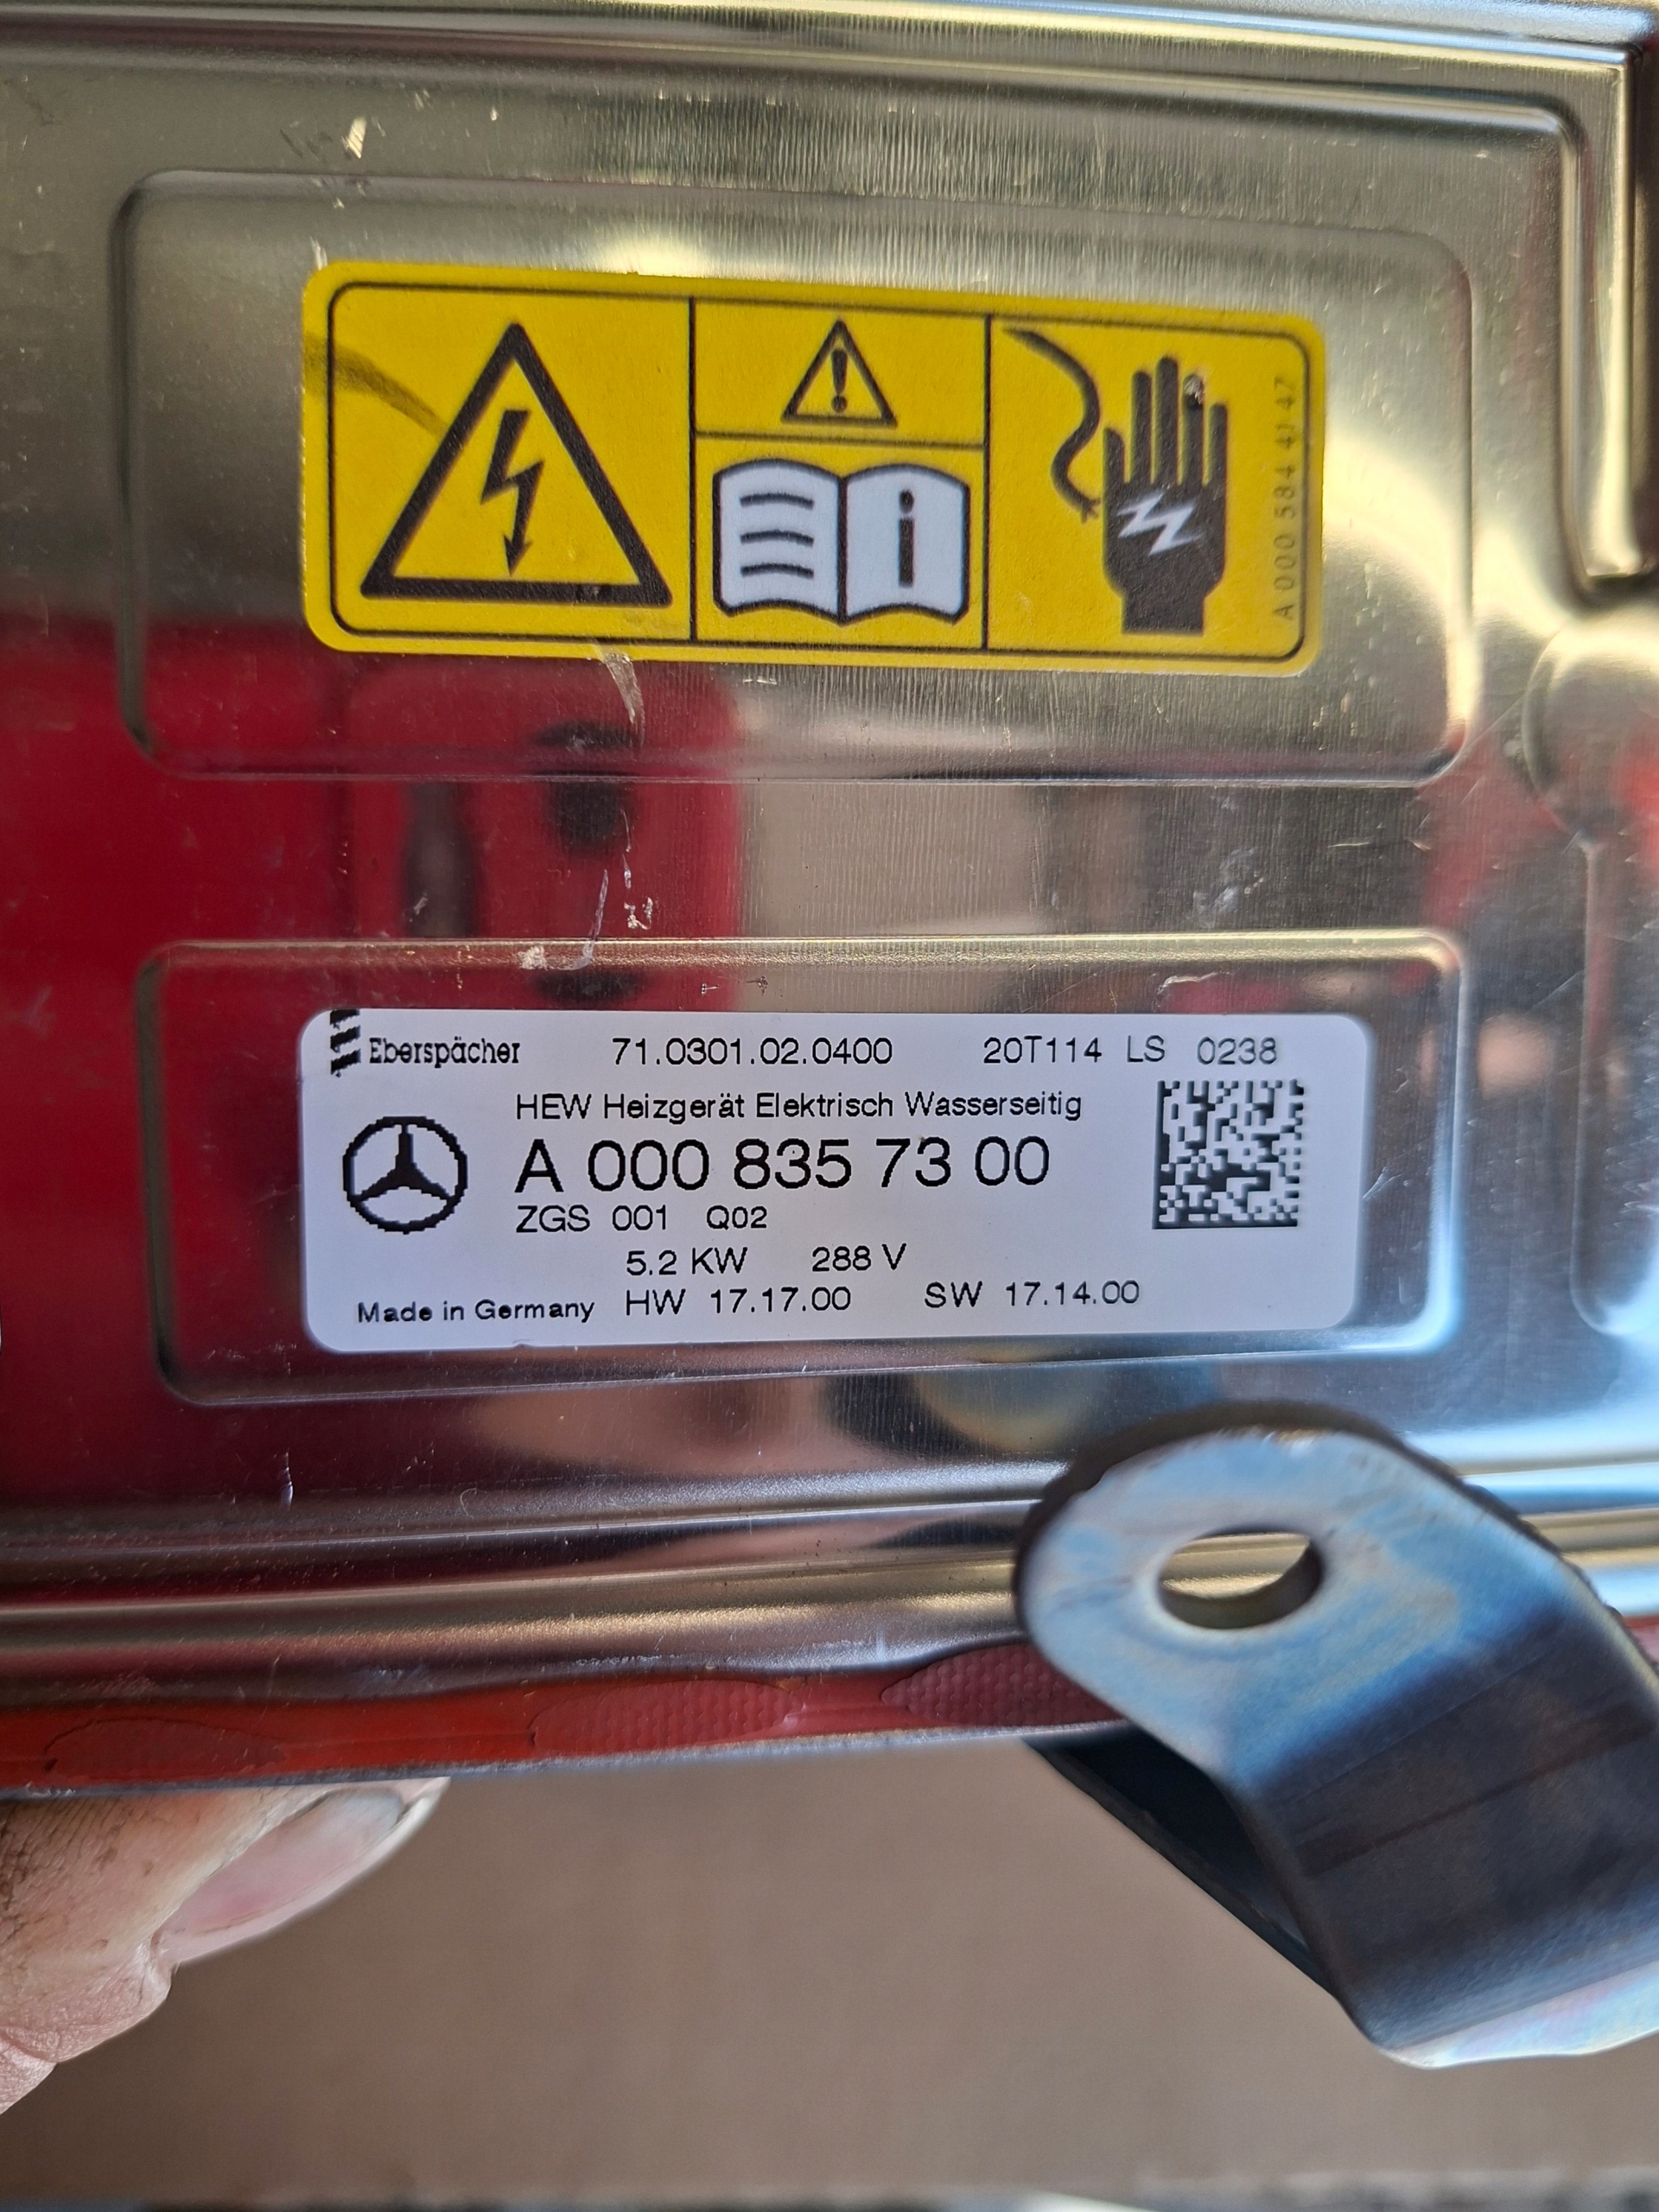 A 000 584 41 47
Eberspächer 71.0301.02.0400 20T114 LS 0238
HEW Heizgerät Elektrisch Wasserseitig
A 000 835 73 00
ZGS 001 Q02
5.2 KW 288 V
Made in Germany HW 17.17.00 SW 17.14.00